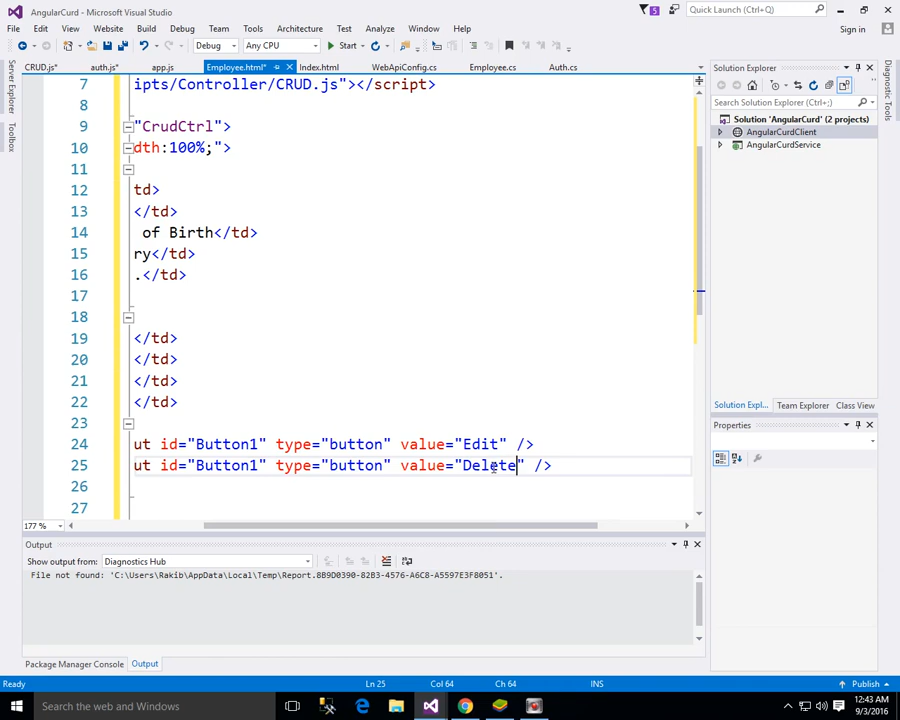 AngularCurd - Microsoft Visual Studio
5
Quick Launch (Ctrl+;)
File Edit View Website Build Debug Team Tools Architecture Test Analyze Window Help
Sign in
Debug Any CPU Start
CRUD.js* auth.js* app.js Employee.html* Index.html WebApiConfig.cs Employee.cs Auth.cs
Server Explorer
Toolbox
7 ipts/Controller/CRUD.js"></script>
8
9 "CrudCtrl">
10 dth:100%;">
11
12 td>
13 </td>
14 of Birth</td>
15 ry</td>
16 .</td>
17
18
19 </td>
20 </td>
21 </td>
22 </td>
23
24 ut id="Button1" type="button" value="Edit" />
25 ut id="Button1" type="button" value="Delete" />
26
27
177 %
Solution Explorer
Search Solution Explorer (Ctrl+;)
Solution 'AngularCurd' (2 projects)
AngularCurdClient
AngularCurdService
Solution Expl... Team Explorer Class View
Properties
Diagnostic Tools
Output
Show output from: Diagnostics Hub
File not found: 'C:\Users\Rakib\AppData\Local\Temp\Report.8B9D0390-82B3-4576-A6C8-A5597E3F8051'.
Package Manager Console Output
Ready Ln 25 Col 64 Ch 64 INS Publish
Search the web and Windows
12:43 AM
9/3/2016